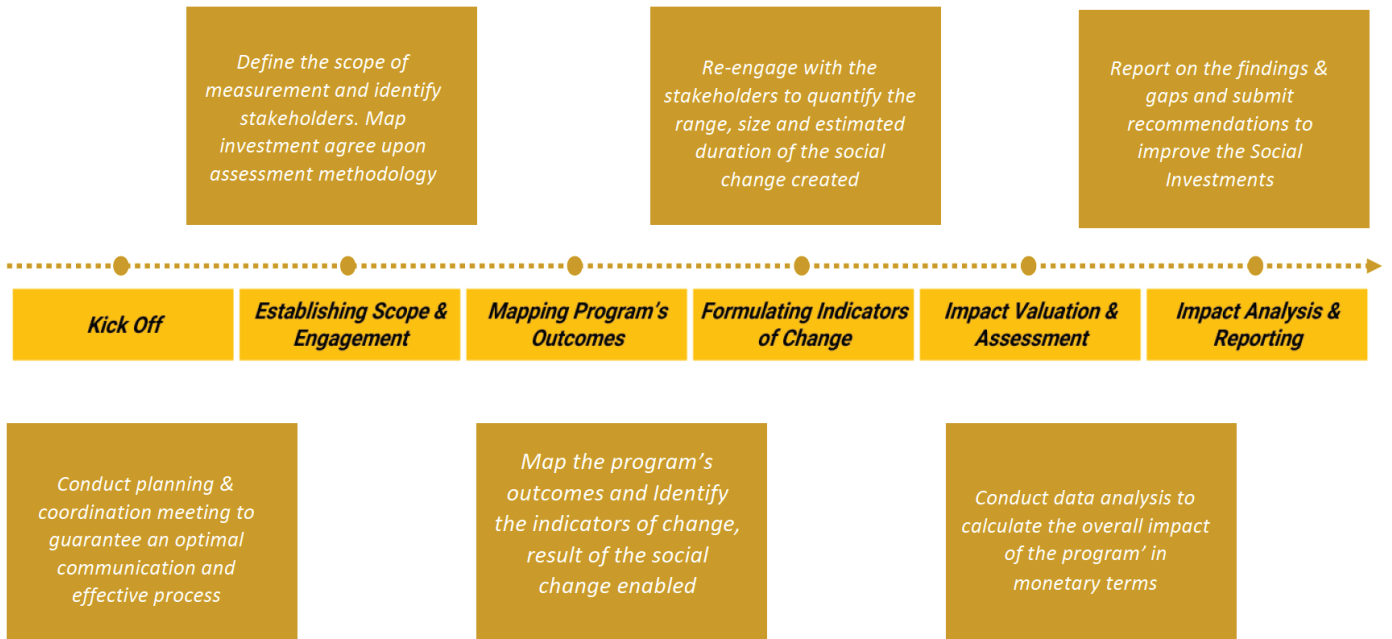 Define the scope of
measurement and identify
stakeholders. Map
investment agree upon
assessment methodology
Re-engage with the
stakeholders to quantify the
range, size and estimated
duration of the social
change created
Report on the findings &
gaps and submit
recommendations to
improve the Social
Investments
Kick Off
Establishing Scope &
Engagement
Mapping Program's
Outcomes
Formulating Indicators
of Change
Impact Valuation &
Assessment
Impact Analysis &
Reporting
Conduct planning &
coordination meeting to
guarantee an optimal
communication and
effective process
Map the program’s
outcomes and Identify
the indicators of change,
result of the social
change enabled
Conduct data analysis to
calculate the overall impact
of the program’ in
monetary terms